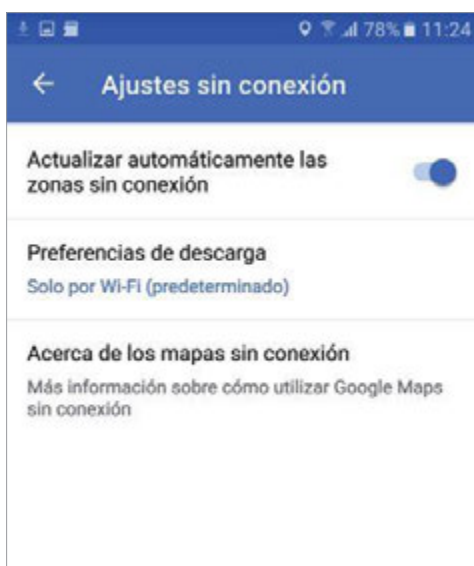 78% 11:24
Ajustes sin conexión
Actualizar automáticamente las
zonas sin conexión
Preferencias de descarga
Solo por Wi-Fi (predeterminado)
Acerca de los mapas sin conexión
Más información sobre cómo utilizar Google Maps
sin conexión